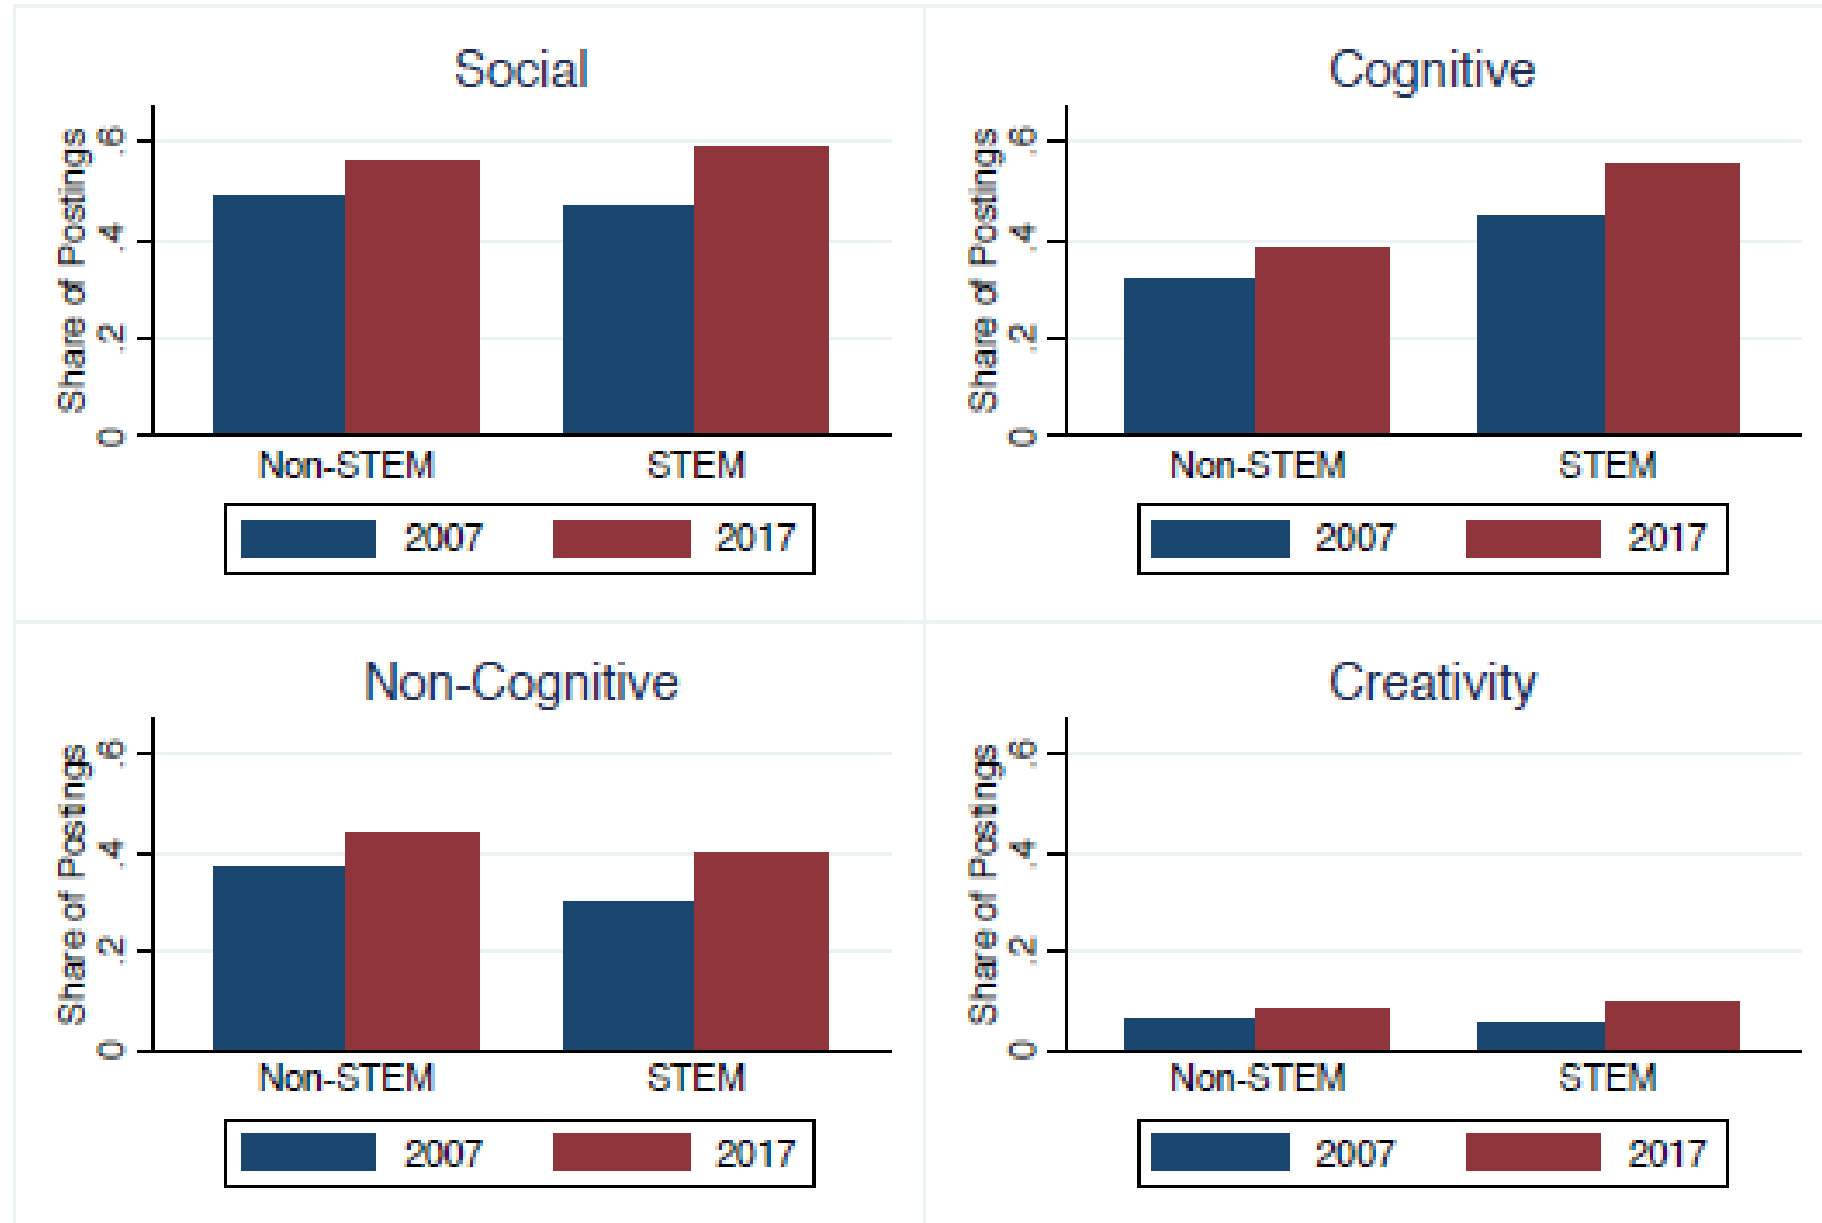 Social
Share of Postings
.6
.4
.2
0
Non-STEM STEM
2007 2017
Cognitive
Share of Postings
.6
.4
.2
0
Non-STEM STEM
2007 2017
Non-Cognitive
Share of Postings
.6
.4
.2
0
Non-STEM STEM
2007 2017
Creativity
Share of Postings
.6
.4
.2
0
Non-STEM STEM
2007 2017